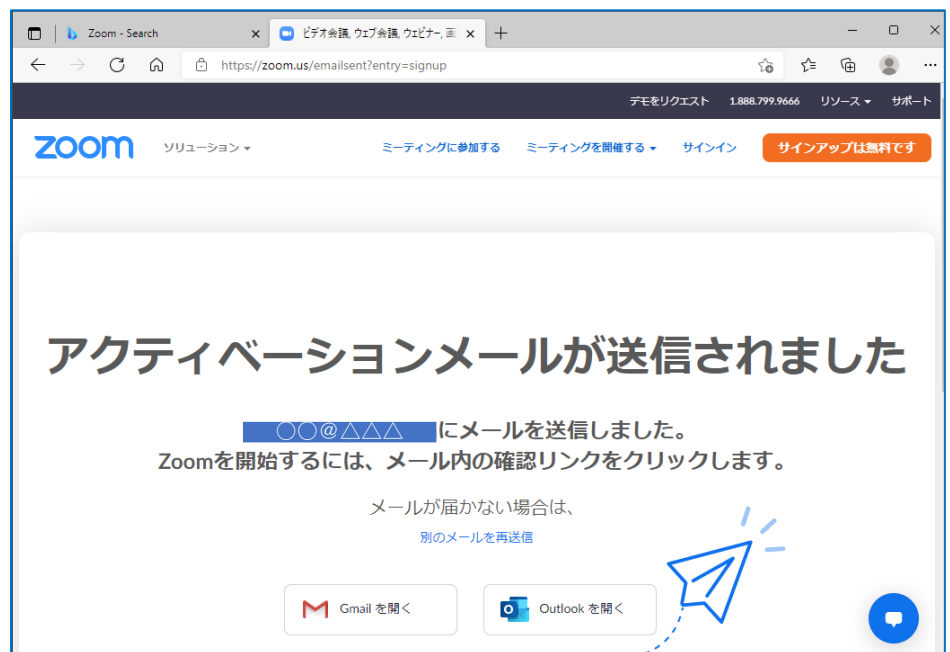 Zoom - Search
ビデオ会議, ウェブ会議, ウェビナー, 画
https://zoom.us/emailsent?entry=signup
デモをリクエスト 1.888.799.9666 リソース サポート
zoom ソリューション ミーティングに参加する ミーティングを開催する サインイン サインアップは無料です
アクティベーションメールが送信されました
〇〇@△△△ にメールを送信しました。
Zoomを開始するには、メール内の確認リンクをクリックします。
メールが届かない場合は、
別のメールを再送信
Gmail を開く Outlook を開く